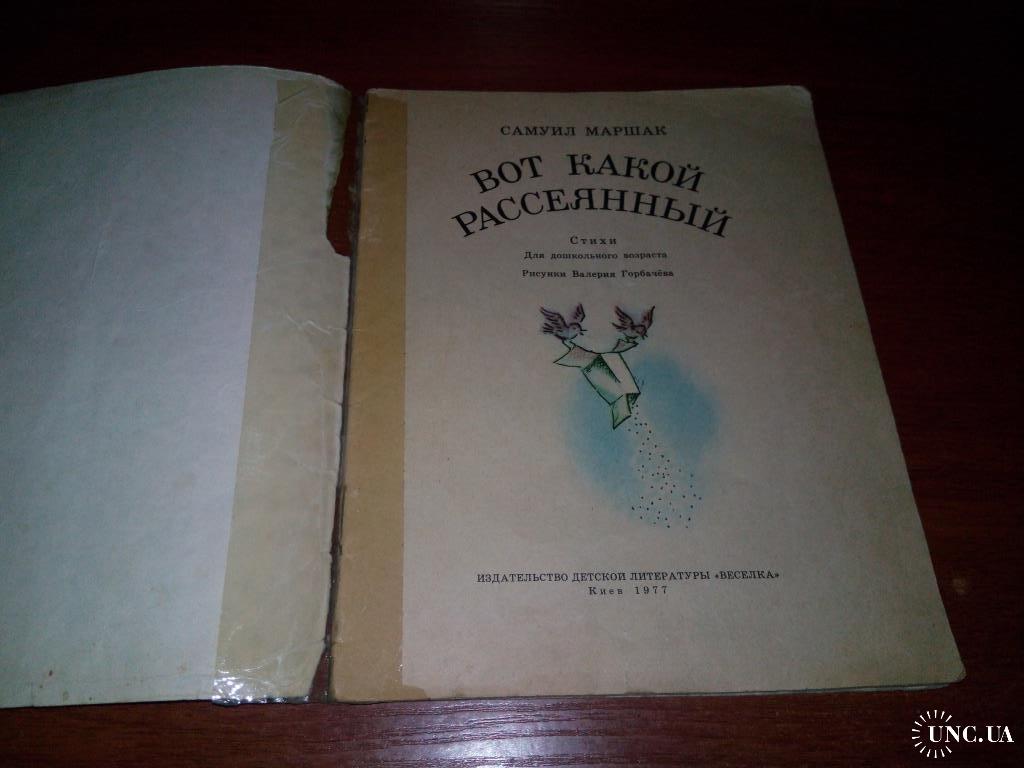 САМУИЛ МАРШАК
ВОТ КАКОЙ
РАССЕЯННЫЙ
Стихи
Для дошкольного возраста
Рисунки Валерия Горбачёва
ИЗДАТЕЛЬСТВО ДЕТСКОЙ ЛИТЕРАТУРЫ «ВЕСЕЛКА»
Киев 1977
UNC.UA